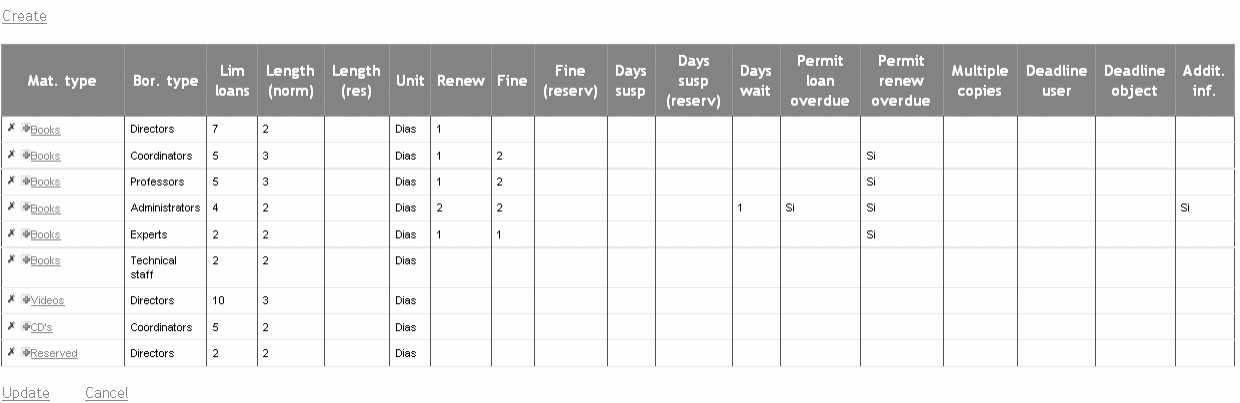 Create
Mat. type Bor. type Lim loans Length (norm) Length (res) Unit Renew Fine Fine (reserv) Days susp Days susp (reserv) Days wait Permit loan overdue Permit renew overdue Multiple copies Deadline user Deadline object Addit. inf.
Books Directors 7 2 Dias 1
Books Coordinators 5 3 Dias 1 2 Si
Books Professors 5 3 Dias 1 2 Si
Books Administrators 4 2 Dias 2 2 1 Si Si Si
Books Experts 2 2 Dias 1 1 Si
Books Technical staff 2 2 Dias
Videos Directors 10 3 Dias
CD's Coordinators 5 2 Dias
Reserved Directors 2 2 Dias
Update Cancel